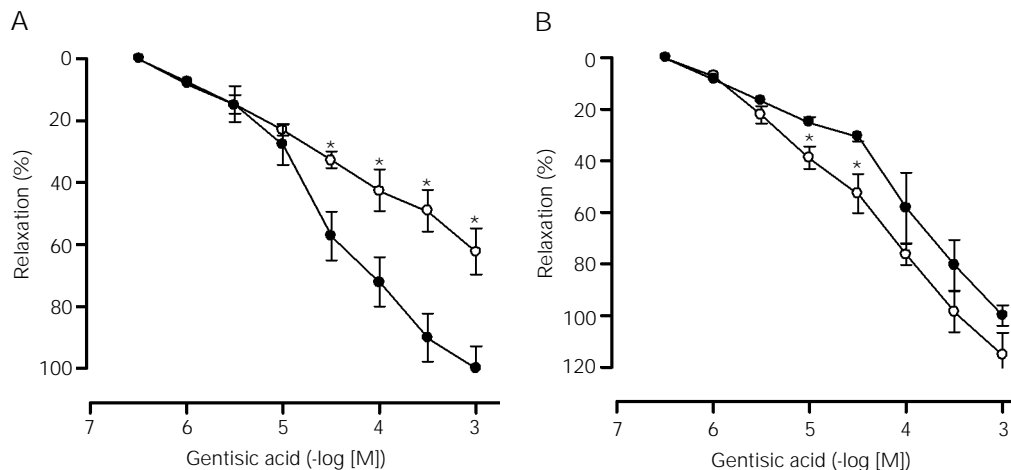 A
0
20
40
60
80
100
Relaxation (%)
* * * *
7 6 5 4 3
Gentisic acid (-log [M])
B
0
20
40
60
80
100
120
Relaxation (%)
* *
7 6 5 4 3
Gentisic acid (-log [M])